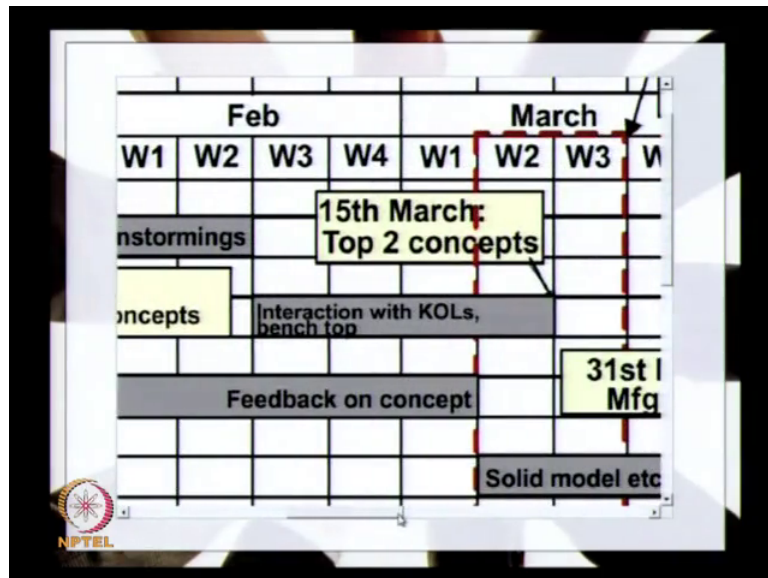 Feb March
W1 W2 W3 W4 W1 W2 W3
15th March:
Top 2 concepts
nstormings
oncepts
Interaction with KOLs,
bench top
31st
Mfg
Feedback on concept
Solid model etc
NPTEL